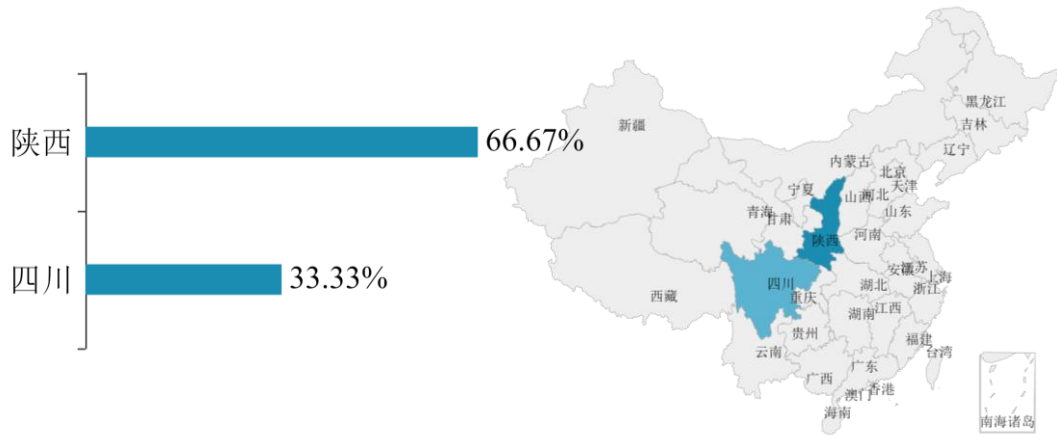 陕西
66.67%
四川
33.33%
黑龙江
吉林
辽宁
新疆
内蒙古
北京
天津
宁夏
山西
河北
青海
甘肃
山东
陕西
河南
安徽
江苏
上海
四川
重庆
湖北
浙江
西藏
湖南
江西
贵州
福建
云南
台湾
广东
广西
香港
澳门
海南
南海诸岛